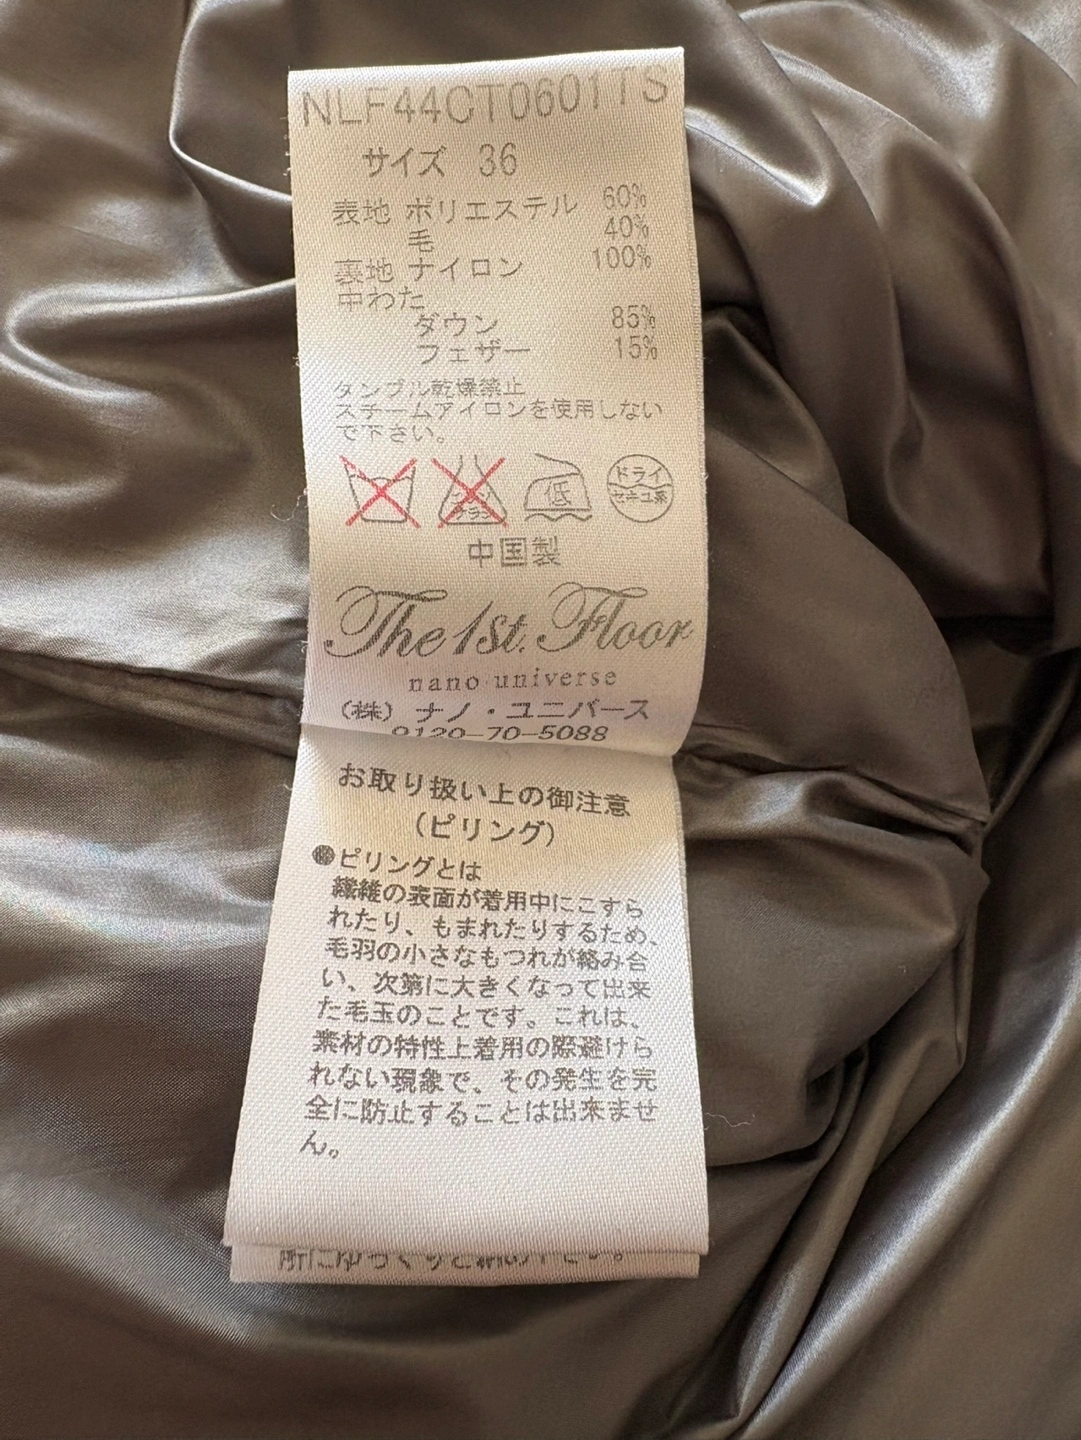 NLF44CT0601TS
サイズ 36
表地 ポリエステル 60%
毛 40%
裏地 ナイロン 100%
中わた
ダウン 85%
フェザー 15%
タンブル乾燥禁止
スチームアイロンを使用しない
で下さい。
低
ドライ
セキユ系
中国製
The 1st. Floor
nano・universe
(株) ナノ・ユニバース
0120-70-5088
お取り扱い上の御注意
(ピリング)
●ピリングとは
繊維の表面が着用中にこすら
れたり、もまれたりするため、
毛羽の小さなもつれが絡み合
い、次第に大きくなって出来
た毛玉のことです。これは、
素材の特性上着用の際避けら
れない現象で、その発生を完
全に防止することは出来ませ
ん。